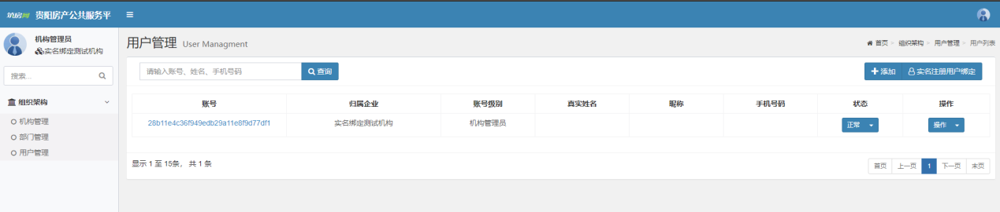 筑房网 贵阳房产公共服务平
机构管理员
实名绑定测试机构
搜索...
组织架构
机构管理
部门管理
用户管理
用户管理 User Managment
首页 > 组织架构 > 用户管理 > 用户列表
请输入账号、姓名、手机号码 查询
添加 实名注册用户绑定
账号 归属企业 账号级别 真实姓名 昵称 手机号码 状态 操作
28b11e4c36f949edb29a11e8f9d77df1 实名绑定测试机构 机构管理员 正常 操作
显示 1 至 15条， 共 1 条
首页 上一页 1 下一页 末页